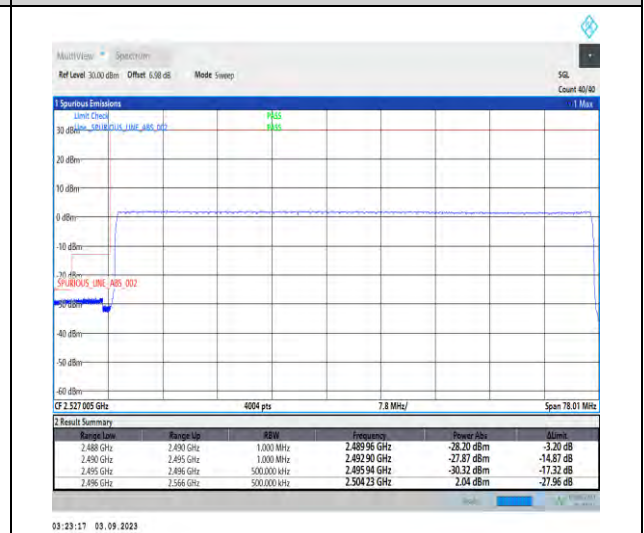 MultiView Spectrum
Ref Level 30.00 dBm Offset 6.98 dB Mode Sweep SGL
Count 40/40
1 Spurious Emissions 1 Max
Limit Check PASS
Line _SPURIOUS_LINE_ABS_002 PASS
30 dBm
20 dBm
10 dBm
0 dBm
-10 dBm
-20 dBm
_SPURIOUS_LINE_ABS_002
-30 dBm
-40 dBm
-50 dBm
-60 dBm
CF 2.527 005 GHz 4004 pts 7.8 MHz/ Span 78.01 MHz
2 Result Summary
Range Low Range Up RBW Frequency Power Abs ΔLimit
2.488 GHz 2.490 GHz 1.000 MHz 2.489 96 GHz -28.20 dBm -3.20 dB
2.490 GHz 2.495 GHz 1.000 MHz 2.492 90 GHz -27.87 dBm -14.87 dB
2.495 GHz 2.496 GHz 500.000 kHz 2.495 94 GHz -30.32 dBm -17.32 dB
2.496 GHz 2.566 GHz 500.000 kHz 2.504 23 GHz 2.04 dBm -27.96 dB
03:23:17 03.09.2023